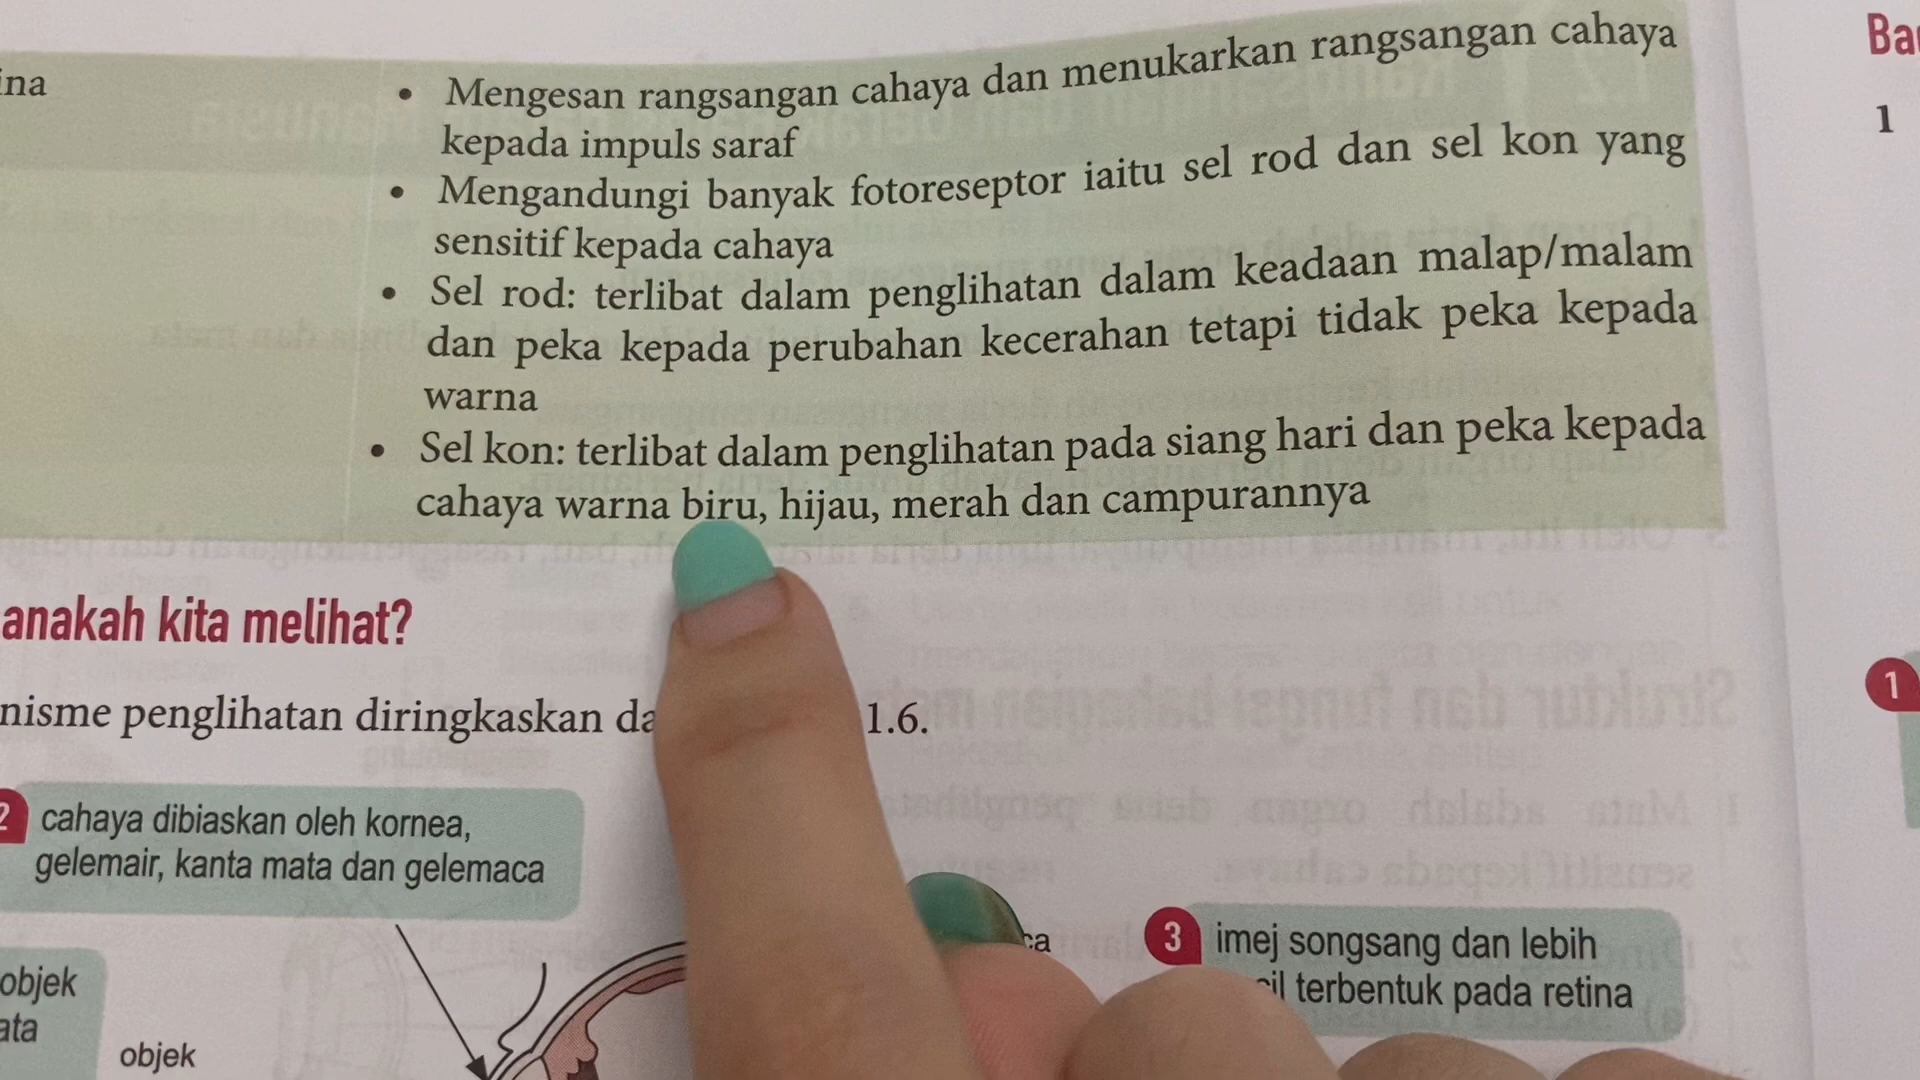 • Mengesan rangsangan cahaya dan menukarkan rangsangan cahaya
kepada impuls saraf
• Mengandungi banyak fotoreseptor iaitu sel rod dan sel kon yang
sensitif kepada cahaya
• Sel rod: terlibat dalam penglihatan dalam keadaan malap/malam
dan peka kepada perubahan kecerahan tetapi tidak peka kepada
warna
• Sel kon: terlibat dalam penglihatan pada siang hari dan peka kepada
cahaya warna biru, hijau, merah dan campurannya
anakah kita melihat?
nisme penglihatan diringkaskan da 1.6.
2 cahaya dibiaskan oleh kornea,
gelemair, kanta mata dan gelemaca
3 imej songsang dan lebih
terbentuk pada retina
objek
objek
1
1